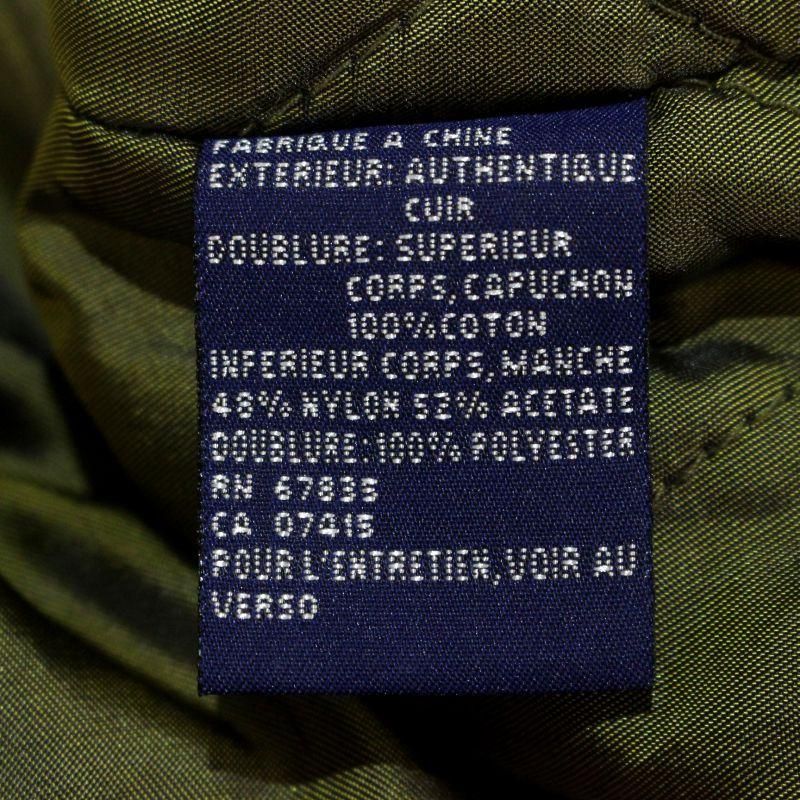 FABRIQUE A CHINE
EXTERIEUR: AUTHENTIQUE
CUIR
DOUBLURE: SUPERIEUR
CORPS, CAPUCHON
100% COTON
INFERIEUR CORPS, MANCHE
48% NYLON 52% ACETATE
DOUBLURE: 100% POLYESTER
RN 67835
CA 07415
POUR L'ENTRETIEN, VOIR AU
VERSO